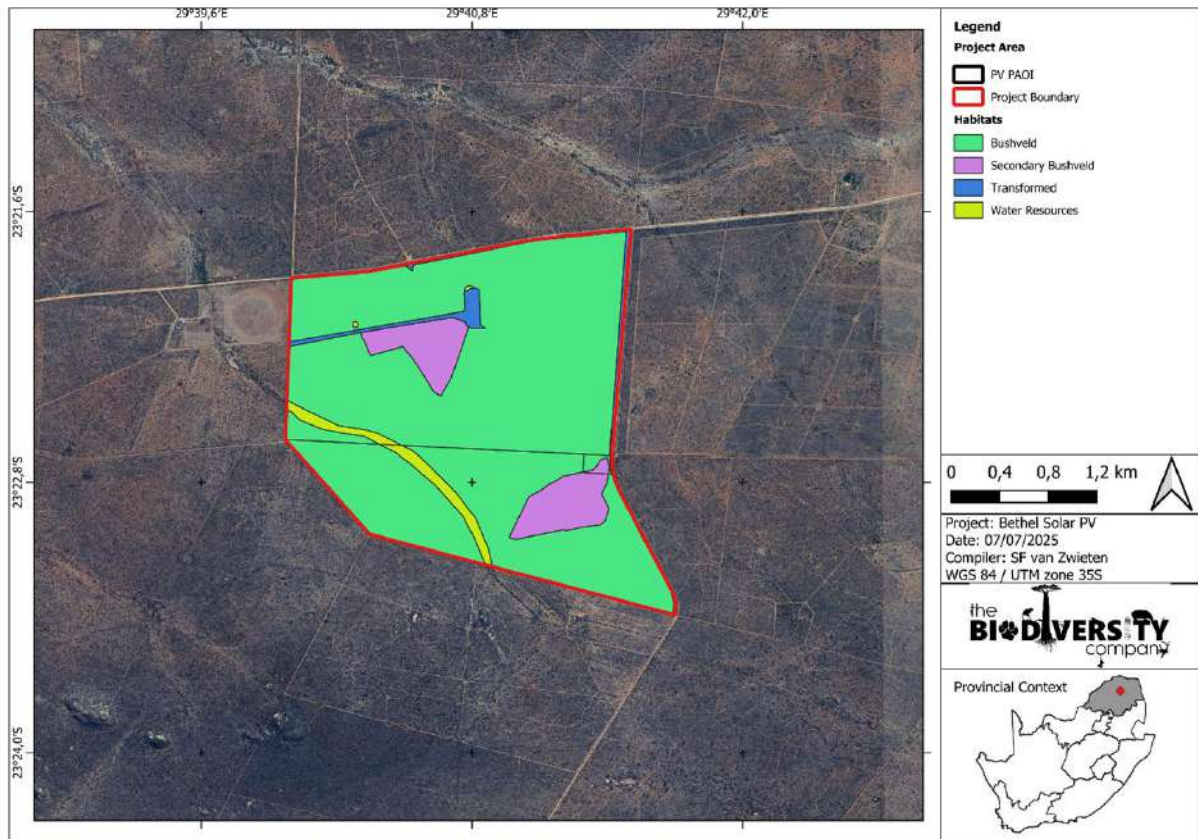 29°39,6'E
29°40,8'E
29°42,0'E
23°21,6'S
23°22,8'S
23°24,0'S
Legend
Project Area
PV PAOI
Project Boundary
Habitats
Bushveld
Secondary Bushveld
Transformed
Water Resources
0 0,4 0,8 1,2 km
Project: Bethel Solar PV
Date: 07/07/2025
Compiler: SF van Zwieten
WGS 84 / UTM zone 35S
the
BIODIVERSITY
company
Provincial Context